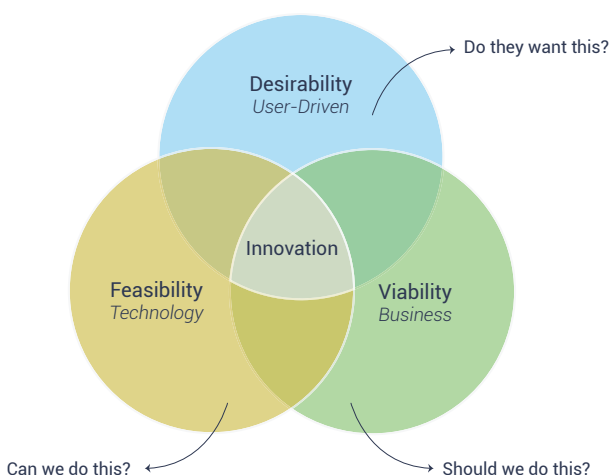 Do they want this?
Desirability
User-Driven
Innovation
Feasibility
Technology
Viability
Business
Can we do this?
Should we do this?